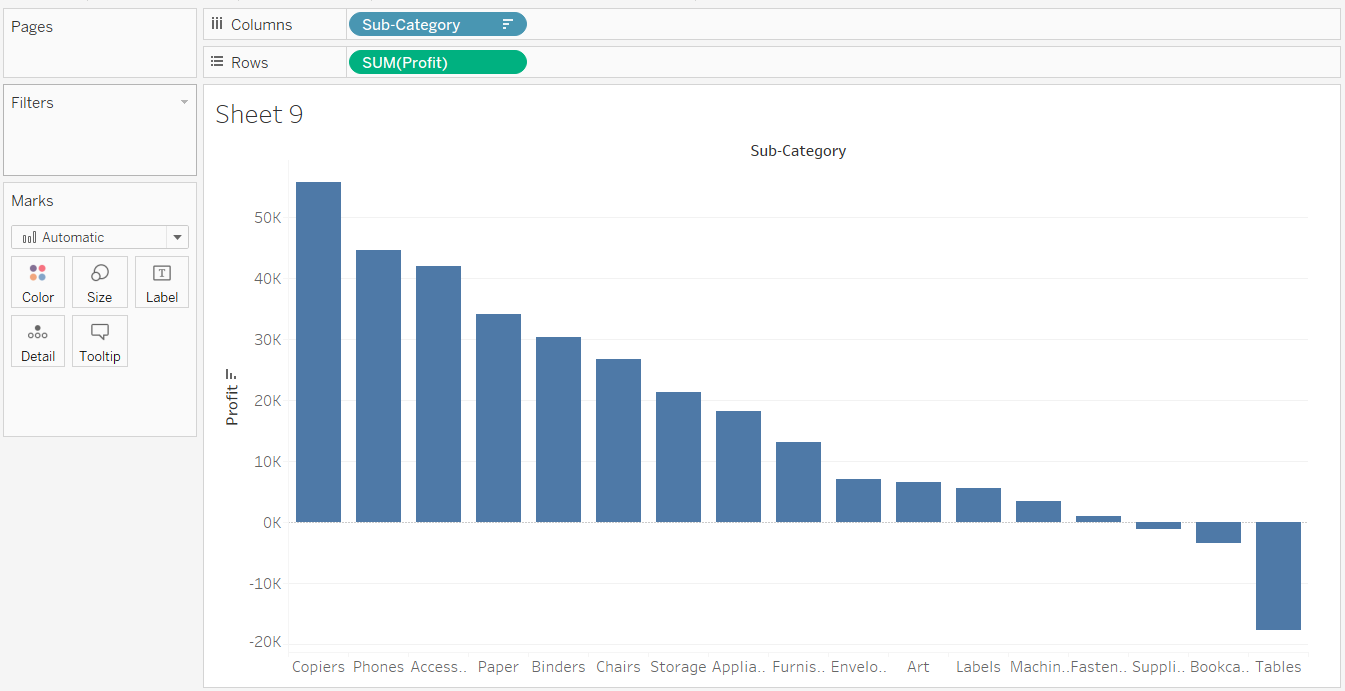 Pages
Columns
Sub-Category
Rows
SUM(Profit)
Filters
Marks
Automatic
Color
Size
Label
Detail
Tooltip
Sheet 9
Sub-Category
Profit
50K
40K
30K
20K
10K
0K
-10K
-20K
Copiers Phones Access.. Paper Binders Chairs Storage Applia.. Furnis.. Envelo.. Art Labels Machin.. Fasten.. Suppli.. Bookca.. Tables